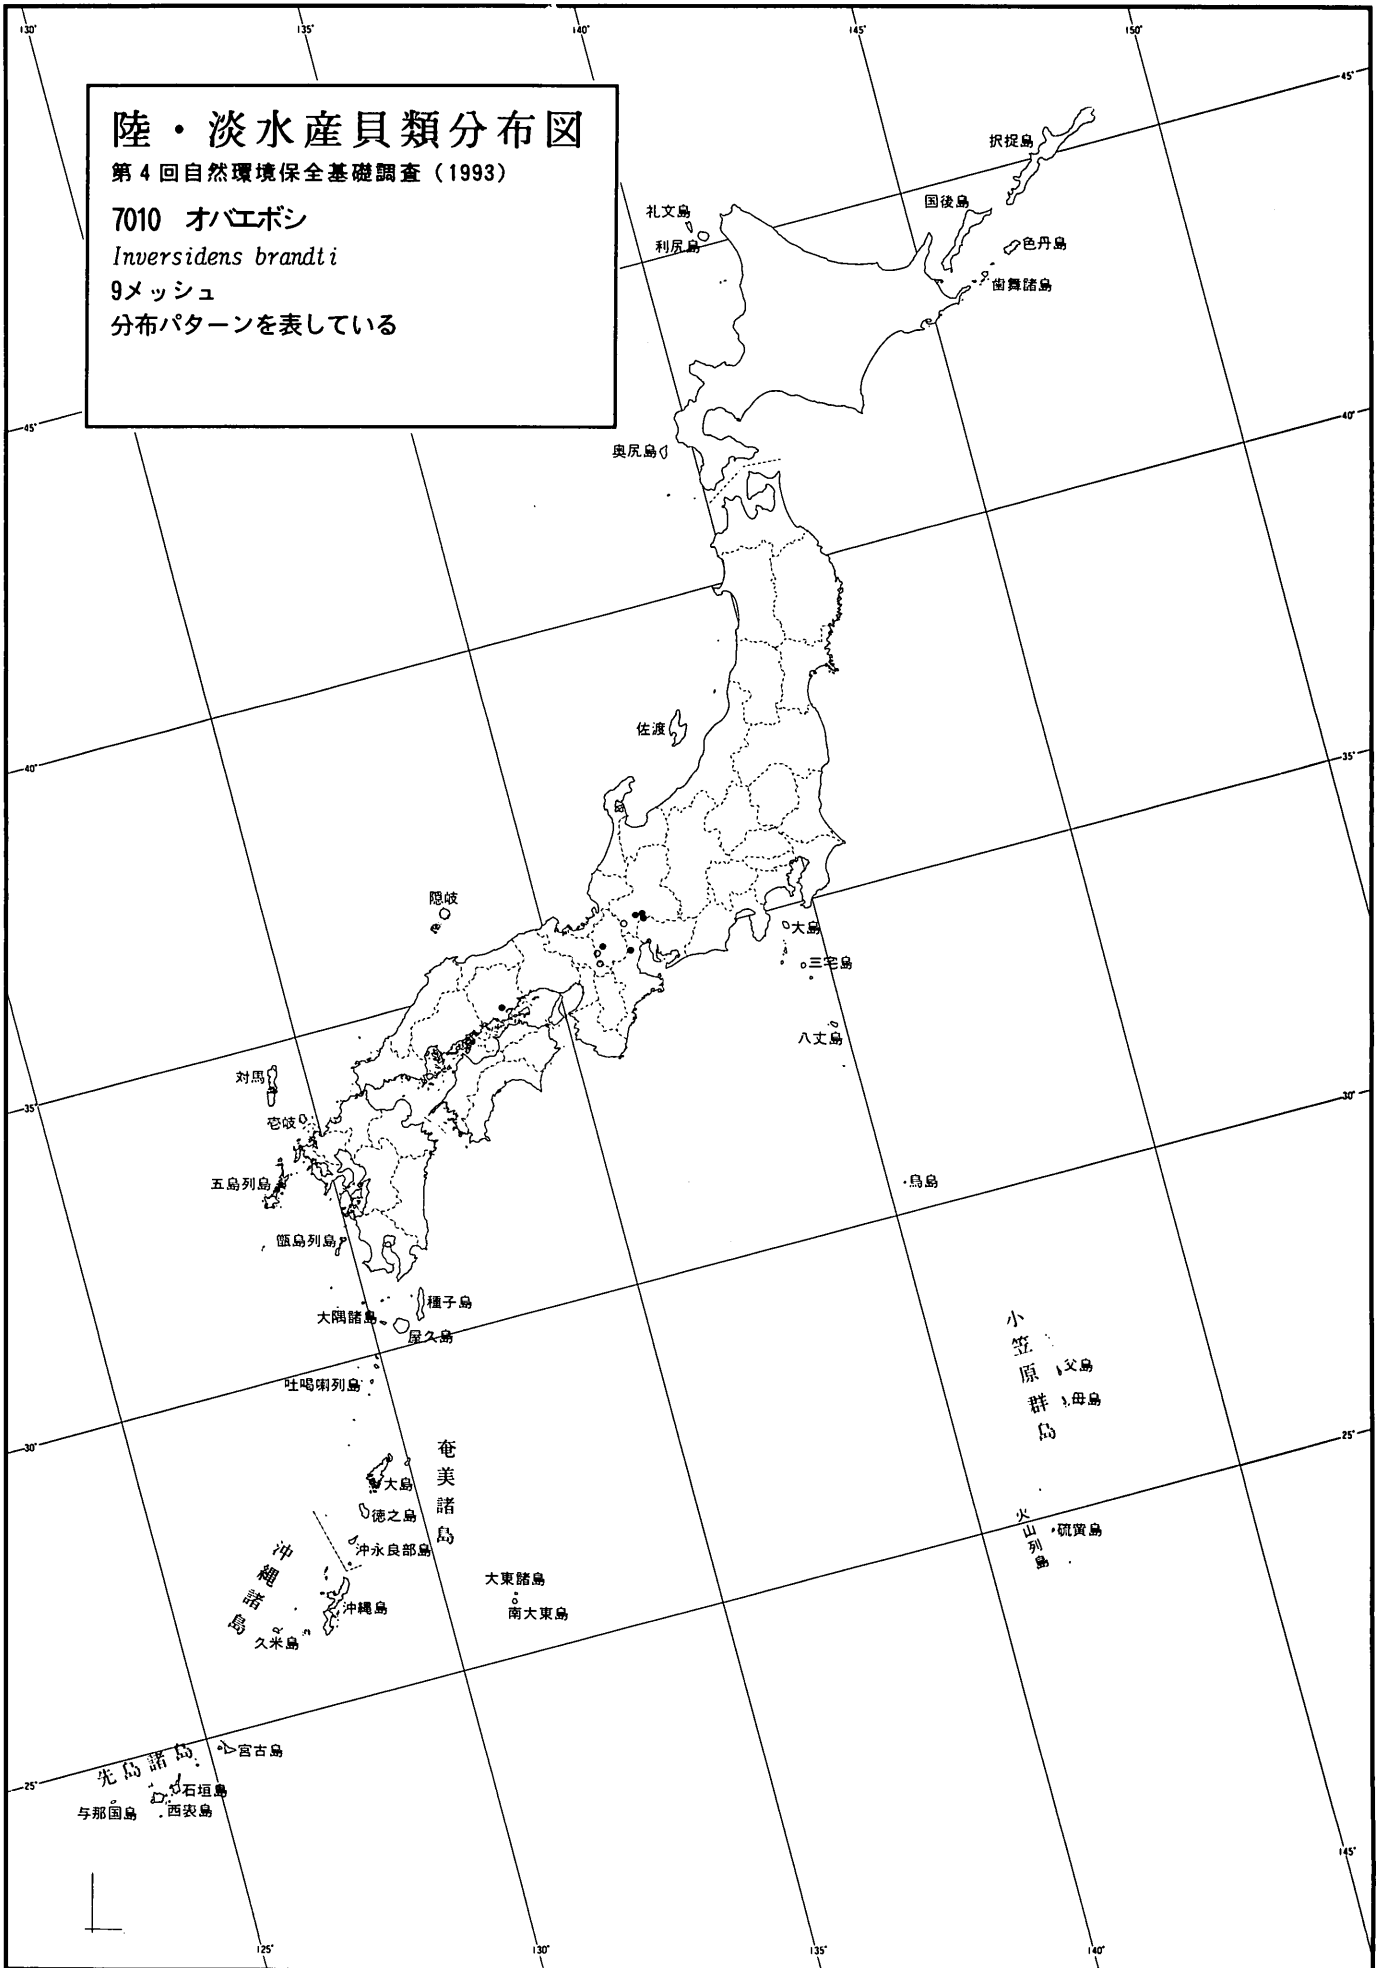 130°
135°
140°
145°
150°
陸・淡水産貝類分布図
第4回自然環境保全基礎調査（1993）
7010 オバエボシ
Inversidens brandti
9メッシュ
分布パターンを表している
45°
択捉島
国後島
礼文島
利尻島
色丹島
歯舞諸島
45°
40°
奥尻島
佐渡
40°
35°
隠岐
大島
三宅島
八丈島
対馬
35°
壱岐
30°
五島列島
鳥島
甑島列島
種子島
大隅諸島
屋久島
吐噶喇列島
小笠原群島
父島
母島
30°
25°
奄美諸島
大島
徳之島
沖永良部島
火山列島
硫黄島
沖縄諸島
沖縄島
久米島
大東諸島
南大東島
先島諸島
宮古島
25°
石垣島
与那国島
西表島
145°
125°
130°
135°
140°